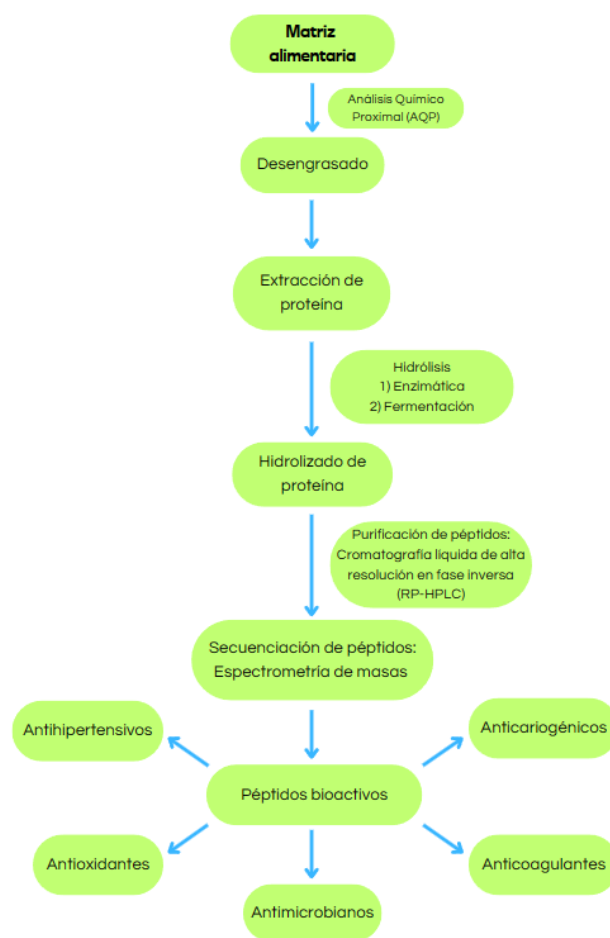 Matriz
alimentaria
Análisis Químico
Proximal (AQP)
Desengrasado
Extracción de
proteína
Hidrólisis
1) Enzimática
2) Fermentación
Hidrolizado de
proteína
Purificación de péptidos:
Cromatografía líquida de alta
resolución en fase inversa
(RP-HPLC)
Secuenciación de péptidos:
Espectrometría de masas
Antihipertensivos
Anticariogénicos
Péptidos bioactivos
Antioxidantes
Anticoagulantes
Antimicrobianos